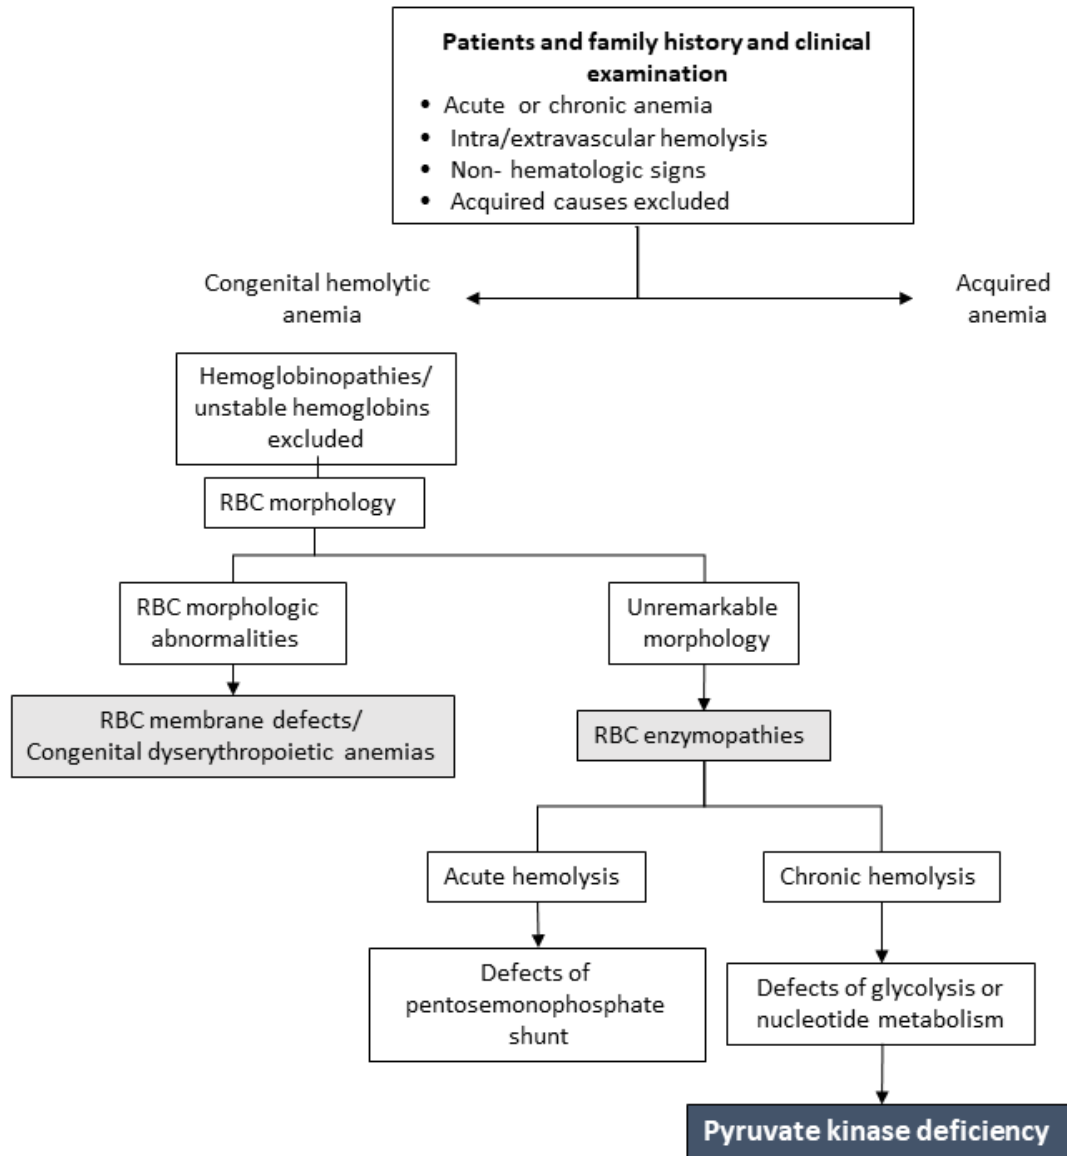 Patients and family history and clinical
examination
• Acute or chronic anemia
• Intra/extravascular hemolysis
• Non- hematologic signs
• Acquired causes excluded
Congenital hemolytic
anemia
Acquired
anemia
Hemoglobinopathies/
unstable hemoglobins
excluded
RBC morphology
RBC morphologic
abnormalities
Unremarkable
morphology
RBC membrane defects/
Congenital dyserythropoietic anemias
RBC enzymopathies
Acute hemolysis
Chronic hemolysis
Defects of
pentosemonophosphate
shunt
Defects of glycolysis or
nucleotide metabolism
Pyruvate kinase deficiency